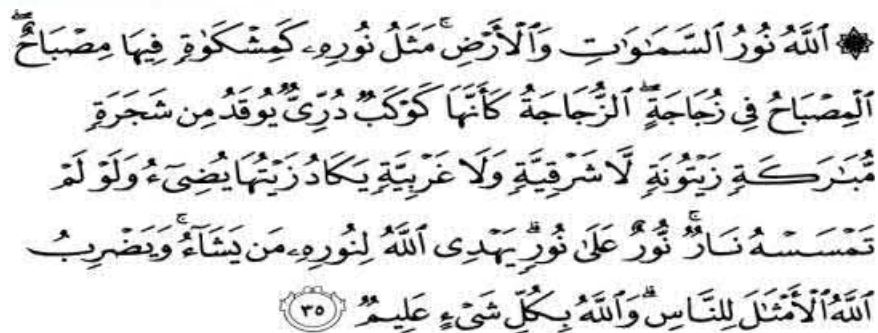 ۞ ٱللَّهُ نُورُ ٱلسَّمَـٰوَٰتِ وَٱلْأَرْضِ ۚ مَثَلُ نُورِهِۦ كَمِشْكَوٰةٍ فِيهَا مِصْبَاحٌ ۖ
ٱلْمِصْبَاحُ فِى زُجَاجَةٍ ۖ ٱلزُّجَاجَةُ كَأَنَّهَا كَوْكَبٌ دُرِّىٌّ يُوقَدُ مِن شَجَرَةٍ
مُّبَـٰرَكَةٍ زَيْتُونَةٍ لَّا شَرْقِيَّةٍ وَلَا غَرْبِيَّةٍ يَكَادُ زَيْتُهَا يُضِىٓءُ وَلَوْ لَمْ
تَمْسَسْهُ نَارٌ ۚ نُّورٌ عَلَىٰ نُورٍ ۗ يَهْدِى ٱللَّهُ لِنُورِهِۦ مَن يَشَآءُ ۚ وَيَضْرِبُ
ٱللَّهُ ٱلْأَمْثَـٰلَ لِلنَّاسِ ۗ وَٱللَّهُ بِكُلِّ شَىْءٍ عَلِيمٌ ٣٥